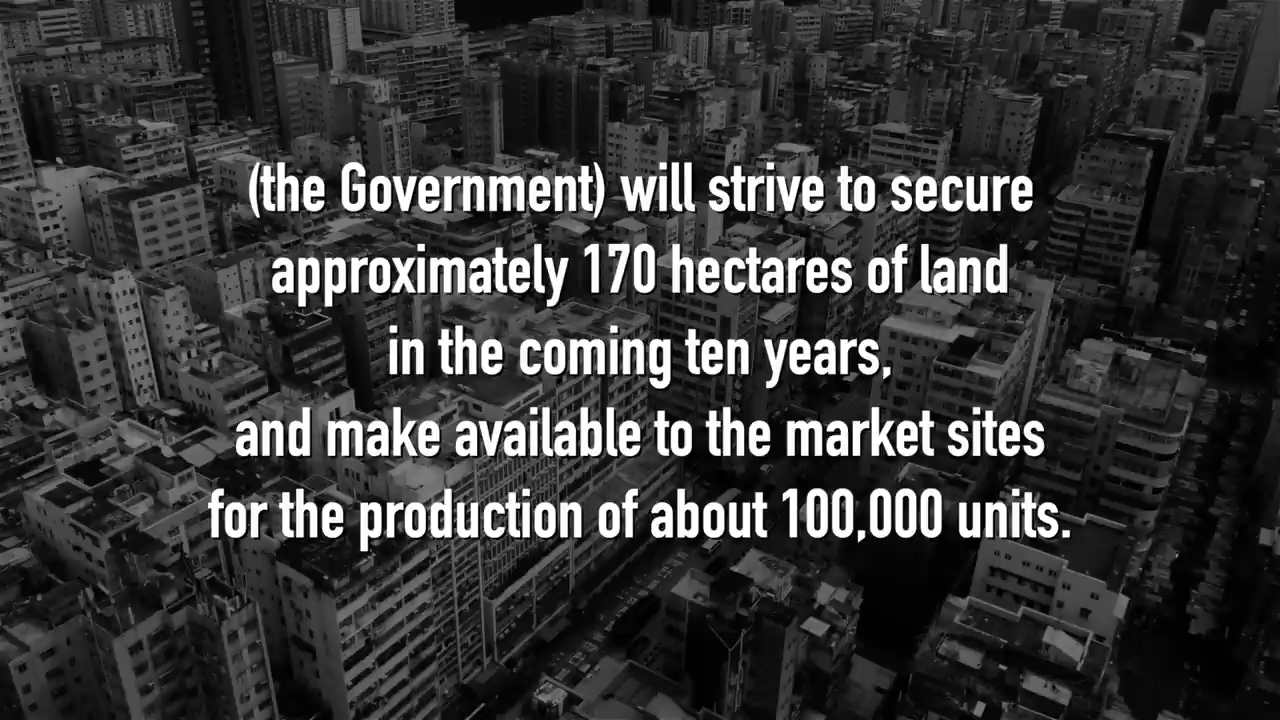 (the Government) will strive to secure
approximately 170 hectares of land
in the coming ten years,
and make available to the market sites
for the production of about 100,000 units.